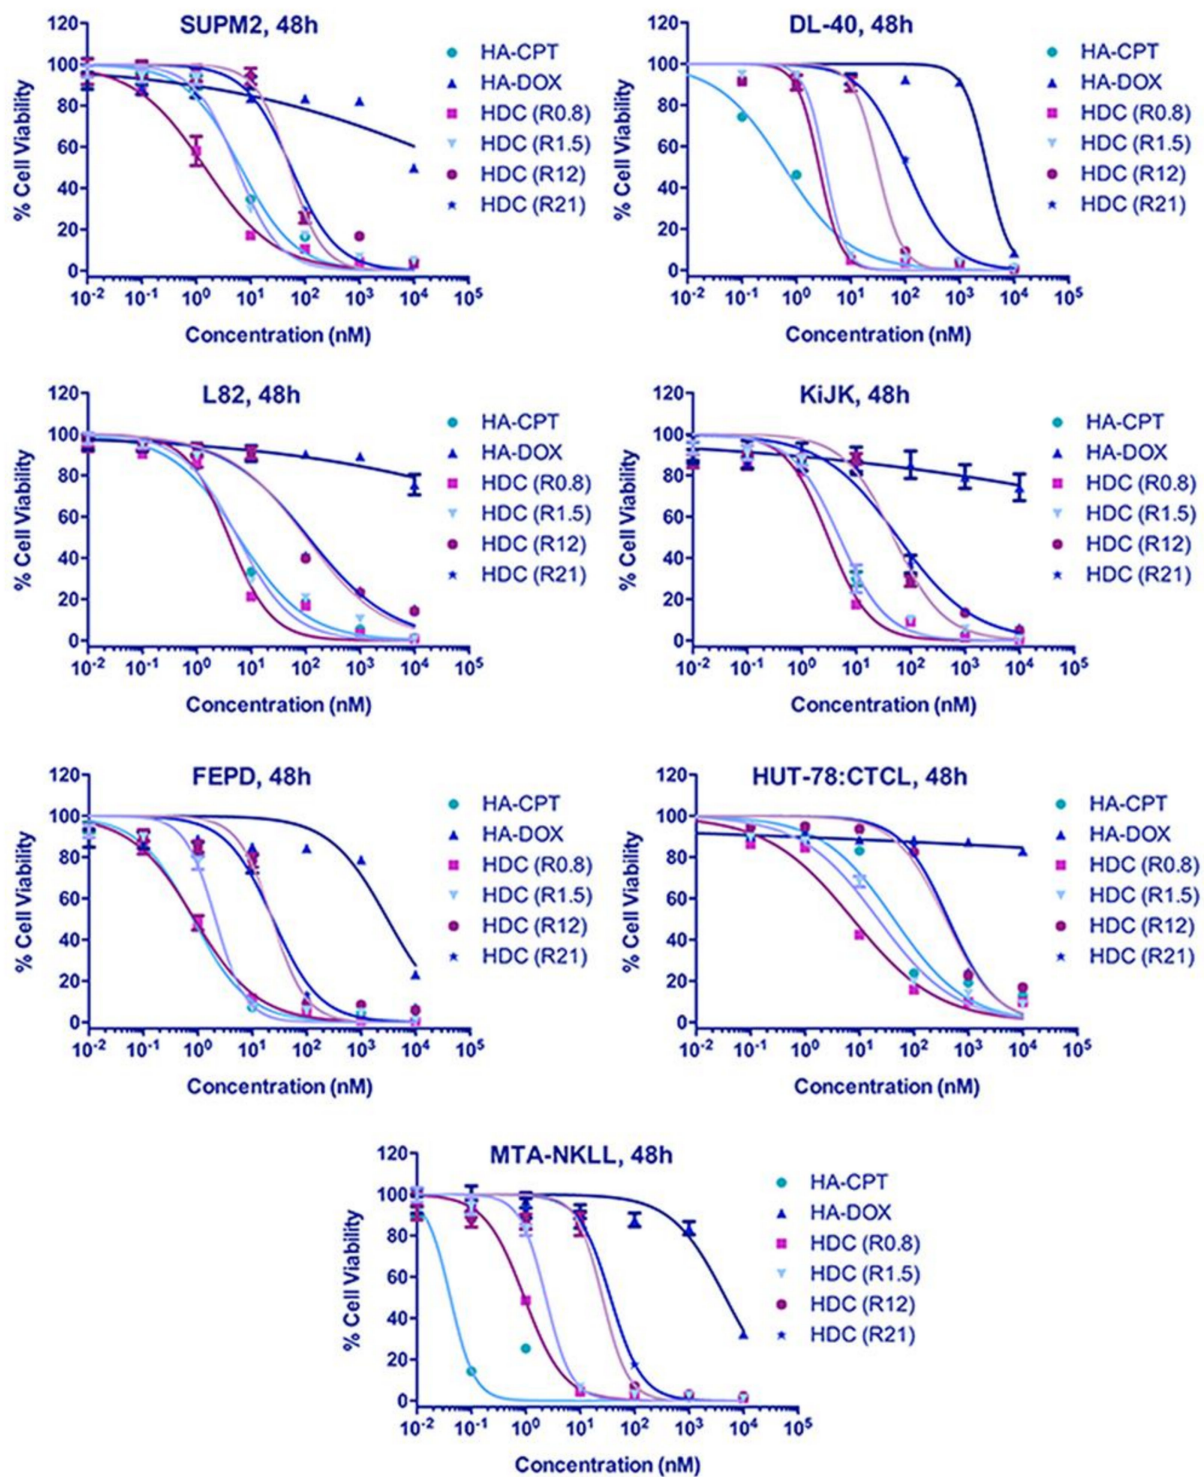 SUPM2, 48h
% Cell Viability
120
100
80
60
40
20
0
10⁻² 10⁻¹ 10⁰ 10¹ 10² 10³ 10⁴ 10⁵
Concentration (nM)
HA-CPT
HA-DOX
HDC (R0.8)
HDC (R1.5)
HDC (R12)
HDC (R21)
DL-40, 48h
% Cell Viability
120
100
80
60
40
20
0
10⁻² 10⁻¹ 10⁰ 10¹ 10² 10³ 10⁴ 10⁵
Concentration (nM)
HA-CPT
HA-DOX
HDC (R0.8)
HDC (R1.5)
HDC (R12)
HDC (R21)
L82, 48h
% Cell Viability
120
100
80
60
40
20
0
10⁻² 10⁻¹ 10⁰ 10¹ 10² 10³ 10⁴ 10⁵
Concentration (nM)
HA-CPT
HA-DOX
HDC (R0.8)
HDC (R1.5)
HDC (R12)
HDC (R21)
KiJK, 48h
% Cell Viability
120
100
80
60
40
20
0
10⁻² 10⁻¹ 10⁰ 10¹ 10² 10³ 10⁴ 10⁵
Concentration (nM)
HA-CPT
HA-DOX
HDC (R0.8)
HDC (R1.5)
HDC (R12)
HDC (R21)
FEPD, 48h
% Cell Viability
120
100
80
60
40
20
0
10⁻² 10⁻¹ 10⁰ 10¹ 10² 10³ 10⁴ 10⁵
Concentration (nM)
HA-CPT
HA-DOX
HDC (R0.8)
HDC (R1.5)
HDC (R12)
HDC (R21)
HUT-78:CTCL, 48h
% Cell Viability
120
100
80
60
40
20
0
10⁻² 10⁻¹ 10⁰ 10¹ 10² 10³ 10⁴ 10⁵
Concentration (nM)
HA-CPT
HA-DOX
HDC (R0.8)
HDC (R1.5)
HDC (R12)
HDC (R21)
MTA-NKLL, 48h
% Cell Viability
120
100
80
60
40
20
0
10⁻² 10⁻¹ 10⁰ 10¹ 10² 10³ 10⁴ 10⁵
Concentration (nM)
HA-CPT
HA-DOX
HDC (R0.8)
HDC (R1.5)
HDC (R12)
HDC (R21)